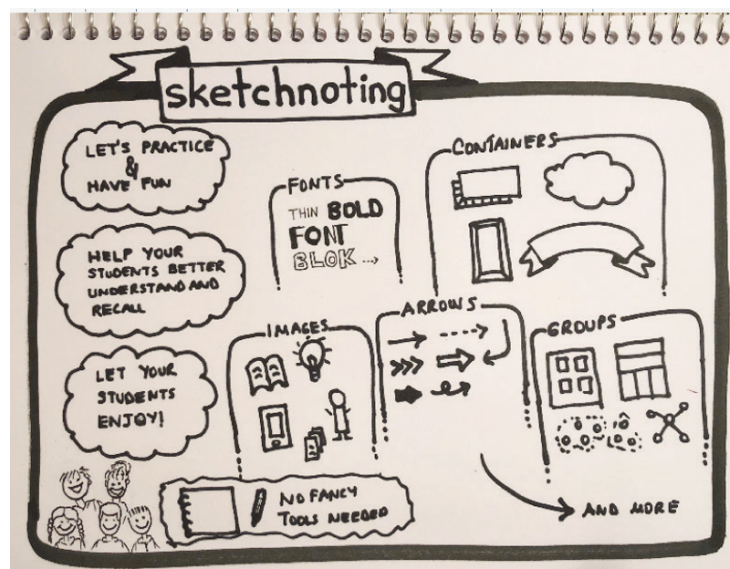 sketchnoting
LET'S PRACTICE
&
HAVE FUN
HELP YOUR
STUDENTS BETTER
UNDERSTAND AND
RECALL
LET YOUR
STUDENTS
ENJOY!
FONTS
THIN BOLD
FONT
BLOK ...
CONTAINERS
IMAGES
ARROWS
GROUPS
NO FANCY
TOOLS NEEDED
AND MORE